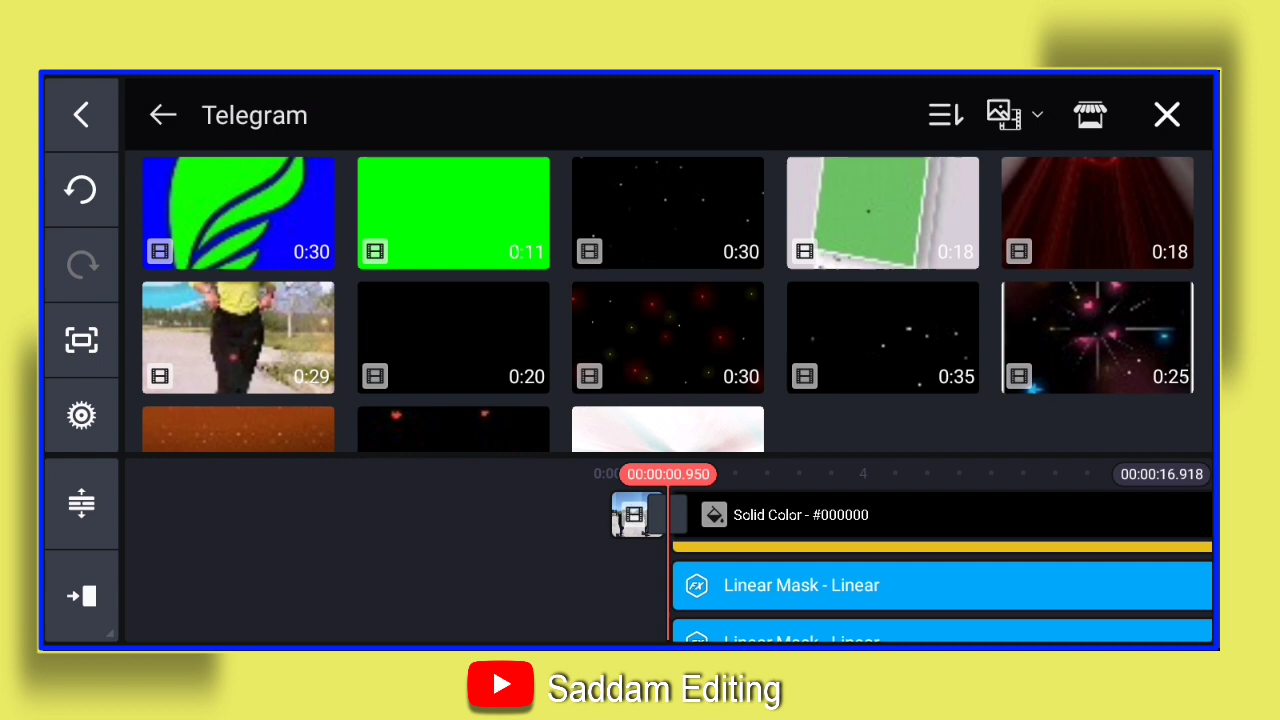 Telegram
0:30
0:11
0:30
0:18
0:18
0:29
0:20
0:30
0:35
0:25
00:00:00.950
4
00:00:16.918
Solid Color - #000000
FX
Linear Mask - Linear
Linear Mask - Linear
Saddam Editing